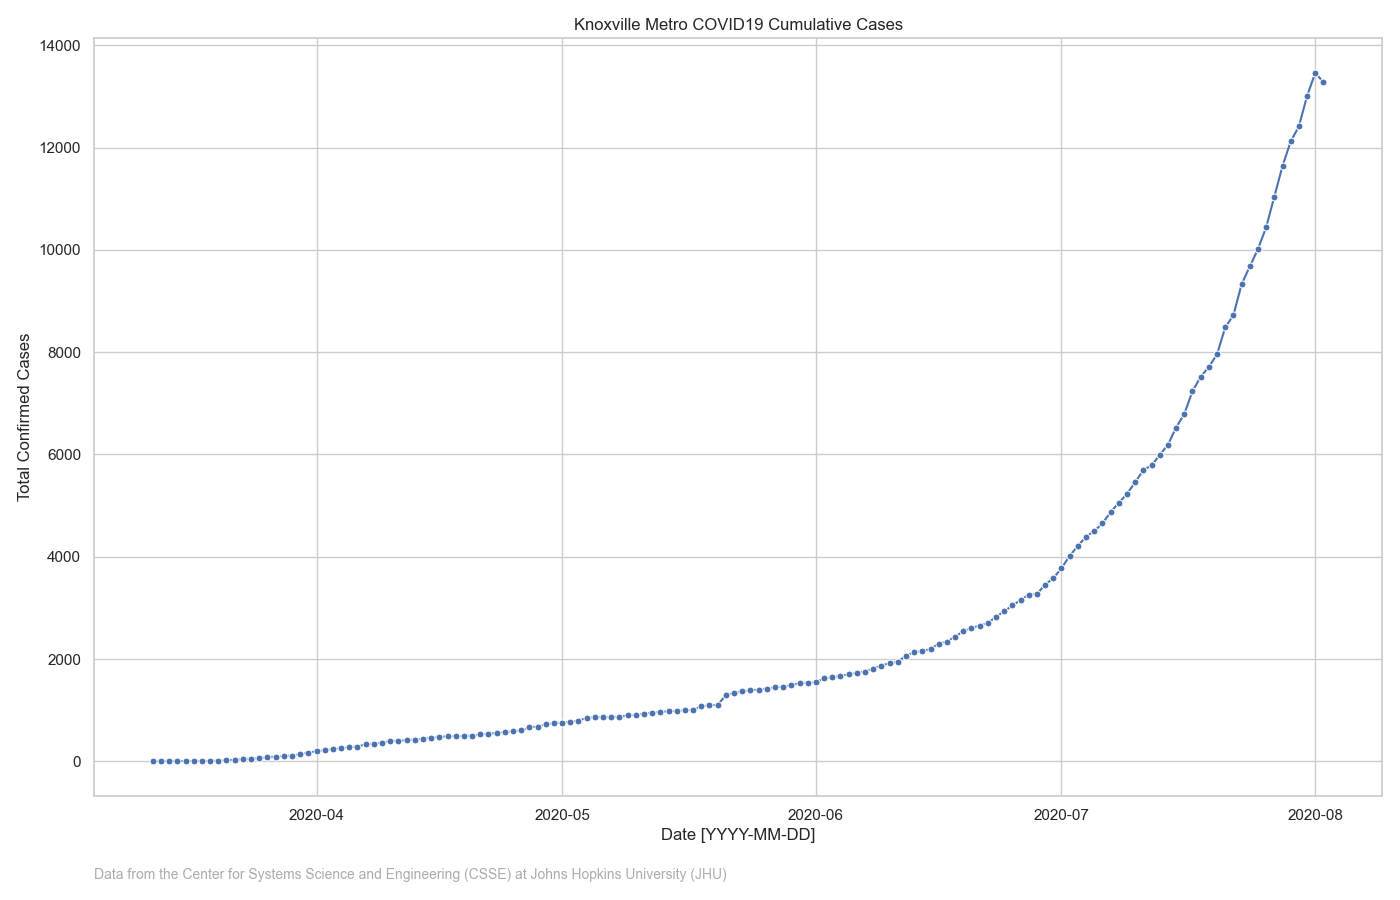 Knoxville Metro COVID19 Cumulative Cases
14000
12000
10000
8000
6000
4000
2000
0
Total Confirmed Cases
2020-04 2020-05 2020-06 2020-07 2020-08
Date [YYYY-MM-DD]
Data from the Center for Systems Science and Engineering (CSSE) at Johns Hopkins University (JHU)